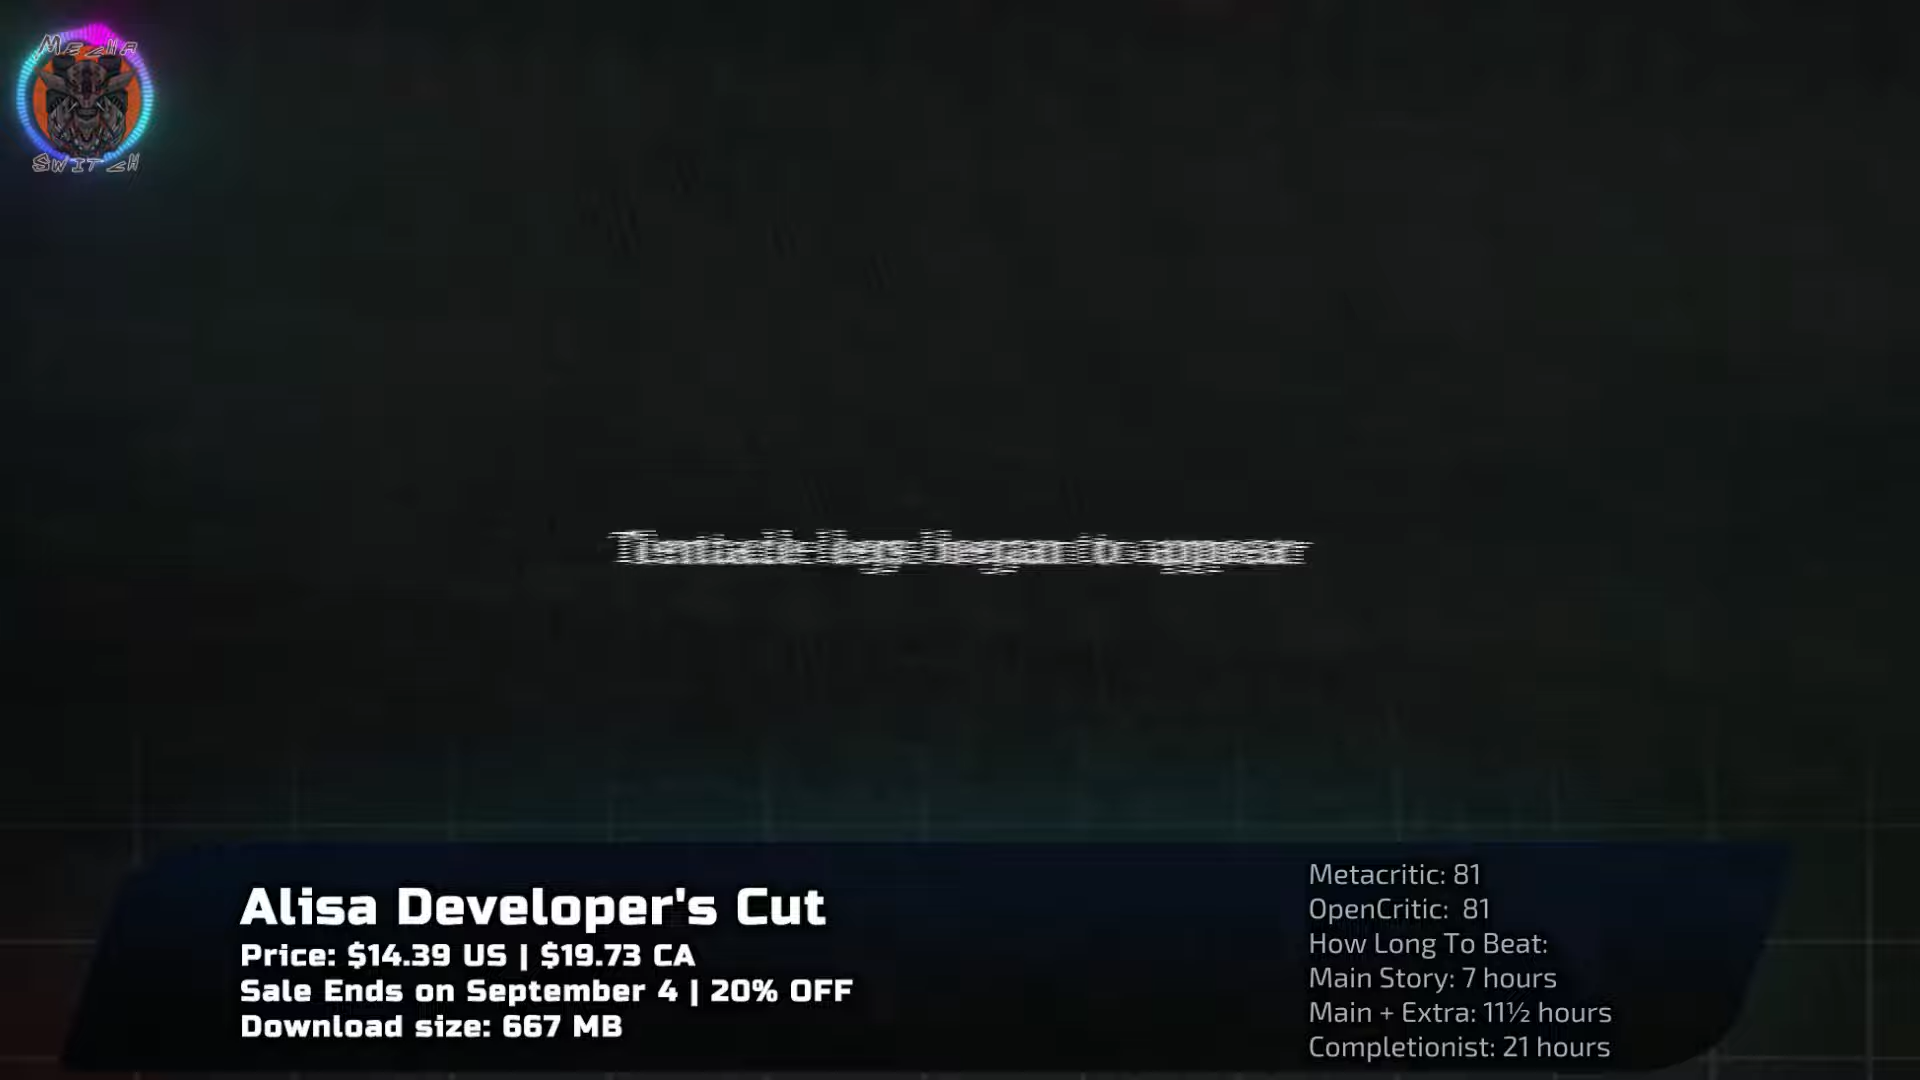 Mecha
Switch
Tentacle legs began to appear
Alisa Developer's Cut
Price: $14.39 US | $19.73 CA
Sale Ends on September 4 | 20% OFF
Download size: 667 MB
Metacritic: 81
OpenCritic: 81
How Long To Beat:
Main Story: 7 hours
Main + Extra: 11½ hours
Completionist: 21 hours